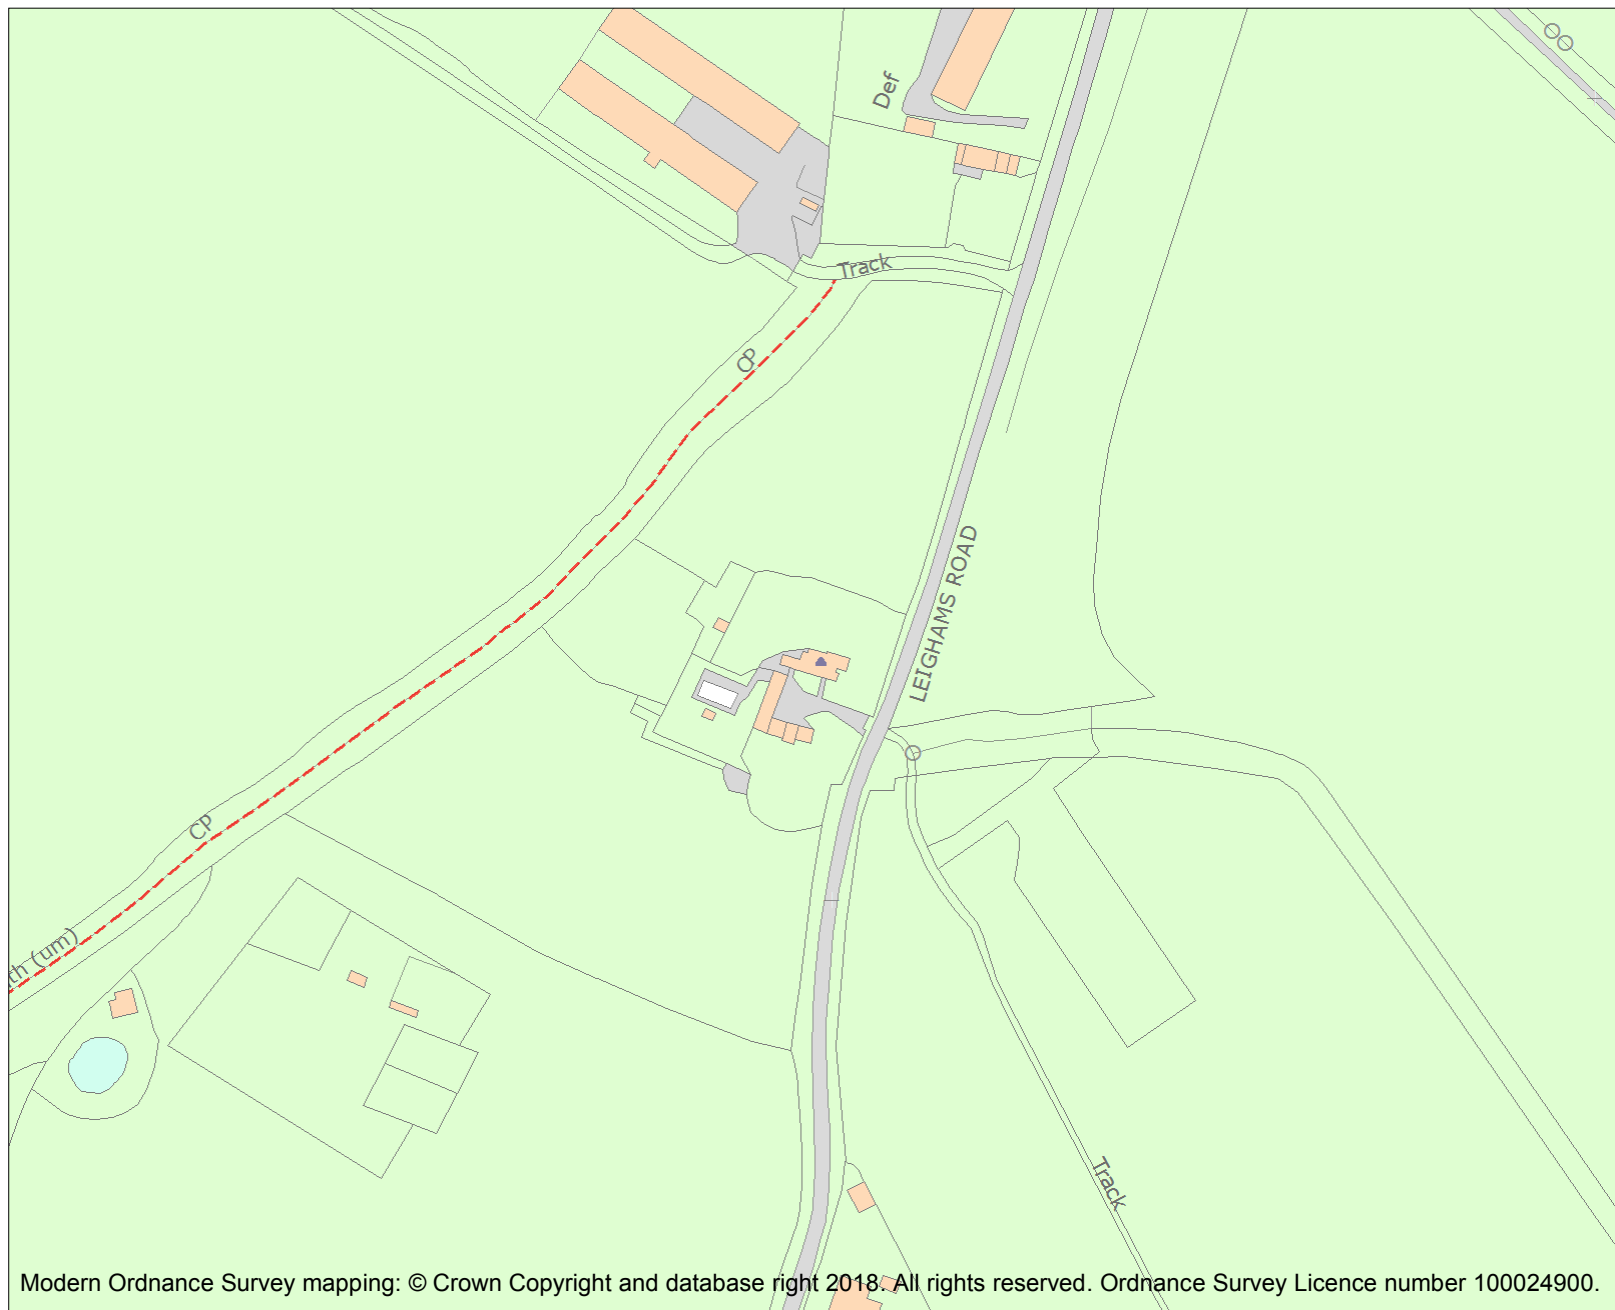 Def
Track
CP
LEIGHAMS ROAD
CP
(um)
Track
Modern Ordnance Survey mapping: © Crown Copyright and database right 2018. All rights reserved. Ordnance Survey Licence number 100024900.